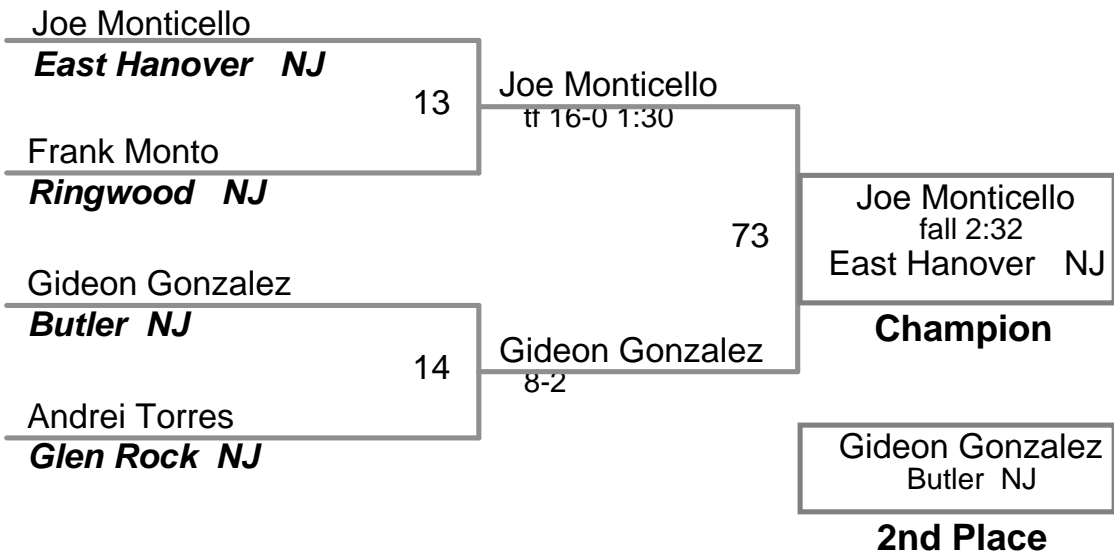 Joe Monticello
East Hanover NJ
13
Frank Monto
Ringwood NJ
Joe Monticello
tf 16-0 1:30
Gideon Gonzalez
Butler NJ
14
Andrei Torres
Glen Rock NJ
Gideon Gonzalez
8-2
73
Joe Monticello
fall 2:32
East Hanover NJ
Champion
Gideon Gonzalez
Butler NJ
2nd Place